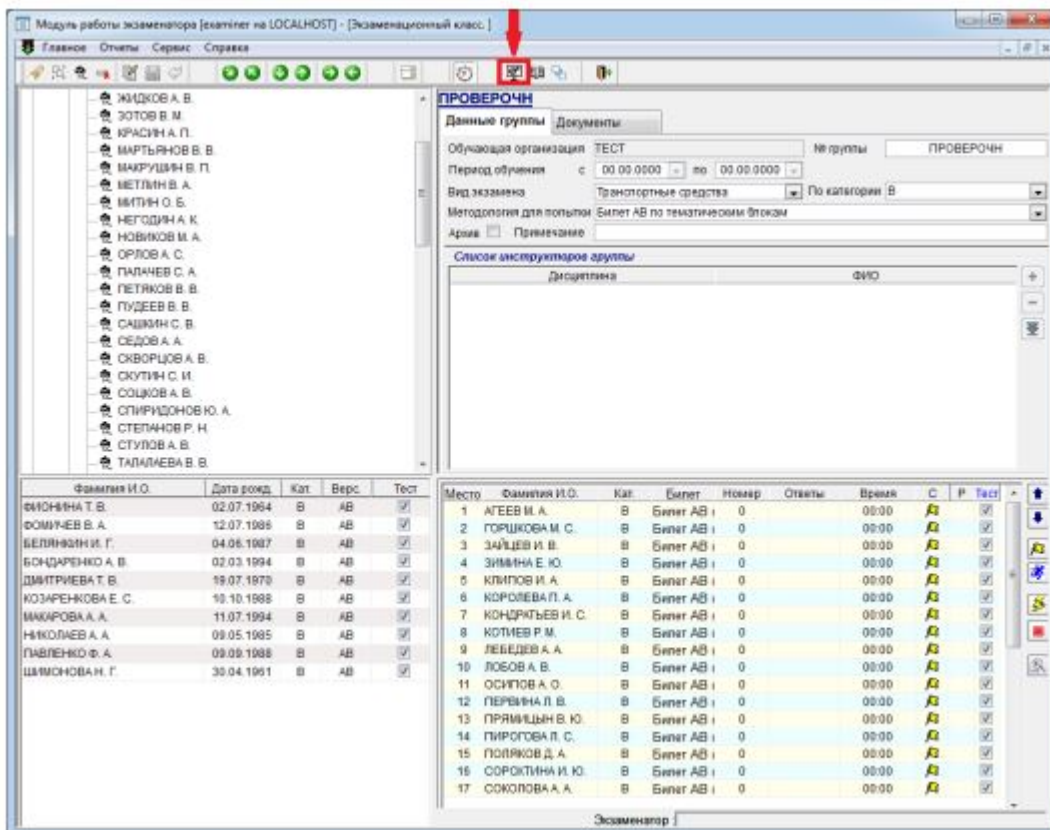 Модуль работы экзаменатора [examiner на LOCALHOST] - [Экзаменационный класс. ]
Главное Отчеты Сервис Справка
ЖИДКОВ А. В.
ЗОТОВ В. М.
КРАСИН А. П.
МАРТЬЯНОВ В. В.
МАКРУШИН В. П.
МЕТЛИН В. А.
МИТИН О. Б.
НЕГОДИН А. К.
НОВИКОВ М. А.
ОРЛОВ А. С.
ПАЛАЧЕВ С. А.
ПЕТЯКОВ В. В.
ПУДЕЕВ В. В.
САШКИН С. В.
СЕДОВ А. А.
СКВОРЦОВ А. В.
СКУТИН С. И.
СОЦКОВ А. В.
СПИРИДОНОВ Ю. А.
СТЕПАНОВ Р. Н.
СТУЛОВ А. В.
ТАЛАЛАЕВА В. В.
ПРОВЕРОЧН
Данные группы Документы
Обучающая организация ТЕСТ № группы ПРОВЕРОЧН
Период обучения с 00.00.0000 по 00.00.0000
Вид экзамена Транспортные средства По категории B
Методология для попытки Билет АВ по тематическим блокам
Архив Примечание
Список инструкторов группы
Дисциплина ФИО
Фамилия И.О. Дата рожд. Кат. Верс. Тест
ФИОНИНА Т. В. 02.07.1964 B AB
ФОМИЧЕВ В. А. 12.07.1986 B AB
БЕЛЯНКИН И. Г. 04.06.1987 B AB
БОНДАРЕНКО А. В. 02.03.1994 B AB
ДМИТРИЕВА Т. В. 19.07.1970 B AB
КОЗАРЕНКОВА Е. С. 10.10.1988 B AB
МАКАРОВА А. А. 11.07.1994 B AB
НИКОЛАЕВ А. А. 09.05.1985 B AB
ПАВЛЕНКО Ф. А. 09.09.1988 B AB
ШИМОНОВА Н. Г. 30.04.1961 B AB
Место Фамилия И.О. Кат. Билет Номер Ответы Время С Р Тест
1 АГЕЕВ М. А. B Билет АВ 0 00:00
2 ГОРШКОВА М. С. B Билет АВ 0 00:00
3 ЗАЙЦЕВ И. В. B Билет АВ 0 00:00
4 ЗИМИНА Е. Ю. B Билет АВ 0 00:00
5 КЛИПОВ И. А. B Билет АВ 0 00:00
6 КОРОЛЕВА П. А. B Билет АВ 0 00:00
7 КОНДРАТЬЕВ И. С. B Билет АВ 0 00:00
8 КОТИЕВ Р. М. B Билет АВ 0 00:00
9 ЛЕБЕДЕВ А. А. B Билет АВ 0 00:00
10 ЛОБОВ А. В. B Билет АВ 0 00:00
11 ОСИПОВ А. О. B Билет АВ 0 00:00
12 ПЕРВИНА Л. В. B Билет АВ 0 00:00
13 ПРЯМИЦЫН В. Ю. B Билет АВ 0 00:00
14 ПИРОГОВА Л. С. B Билет АВ 0 00:00
15 ПОЛЯКОВ Д. А. B Билет АВ 0 00:00
16 СОРОКТИНА И. Ю. B Билет АВ 0 00:00
17 СОКОЛОВА А. А. B Билет АВ 0 00:00
Экзаменатор :